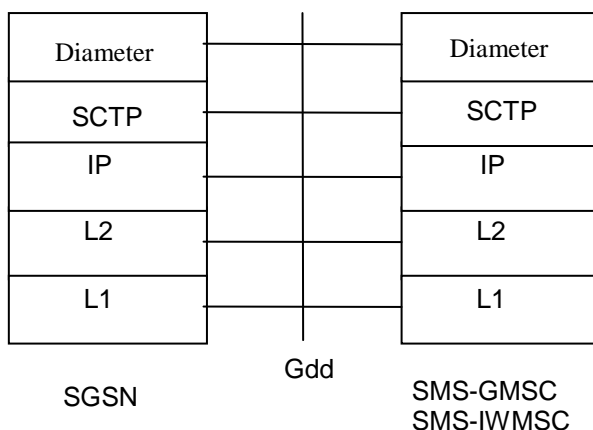 Diameter
Diameter
SCTP
SCTP
IP
IP
L2
L2
L1
L1
Gdd
SGSN
SMS-GMSC
SMS-IWMSC